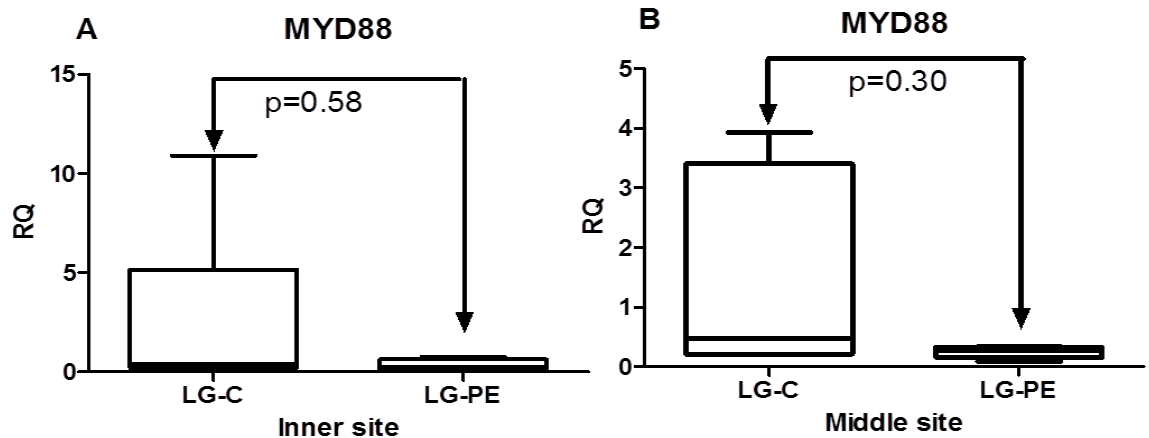 A
MYD88
15
10
5
0
RQ
p=0.58
LG-C
LG-PE
Inner site
B
MYD88
5
4
3
2
1
0
RQ
p=0.30
LG-C
LG-PE
Middle site